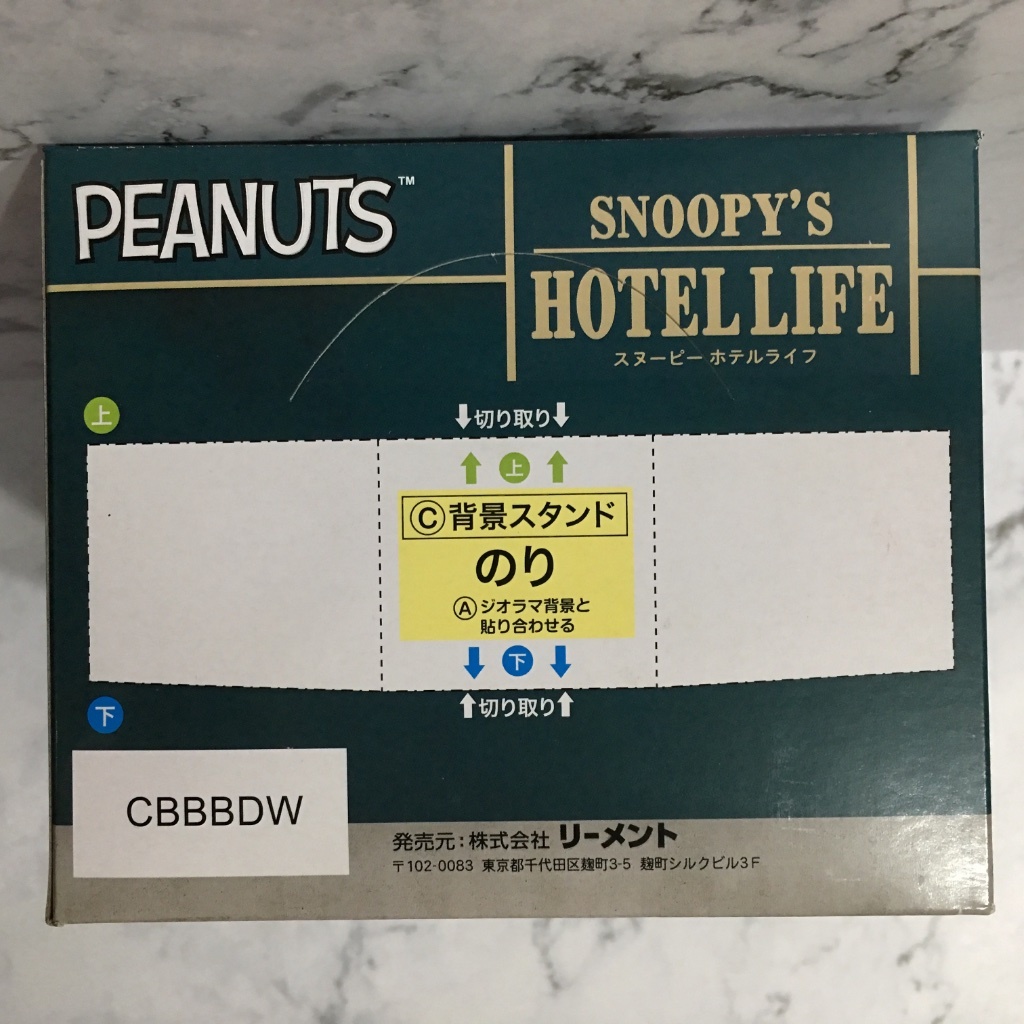 PEANUTS™
SNOOPY'S
HOTEL LIFE
スヌーピー ホテルライフ
上
↓切り取り↓
↑ 上 ↑
Ⓒ背景スタンド
のり
Ⓐジオラマ背景と
貼り合わせる
↓ 下 ↓
↑切り取り↑
下
CBBBDW
発売元:株式会社 リーメント
〒102-0083 東京都千代田区麹町3-5 麹町シルクビル3F